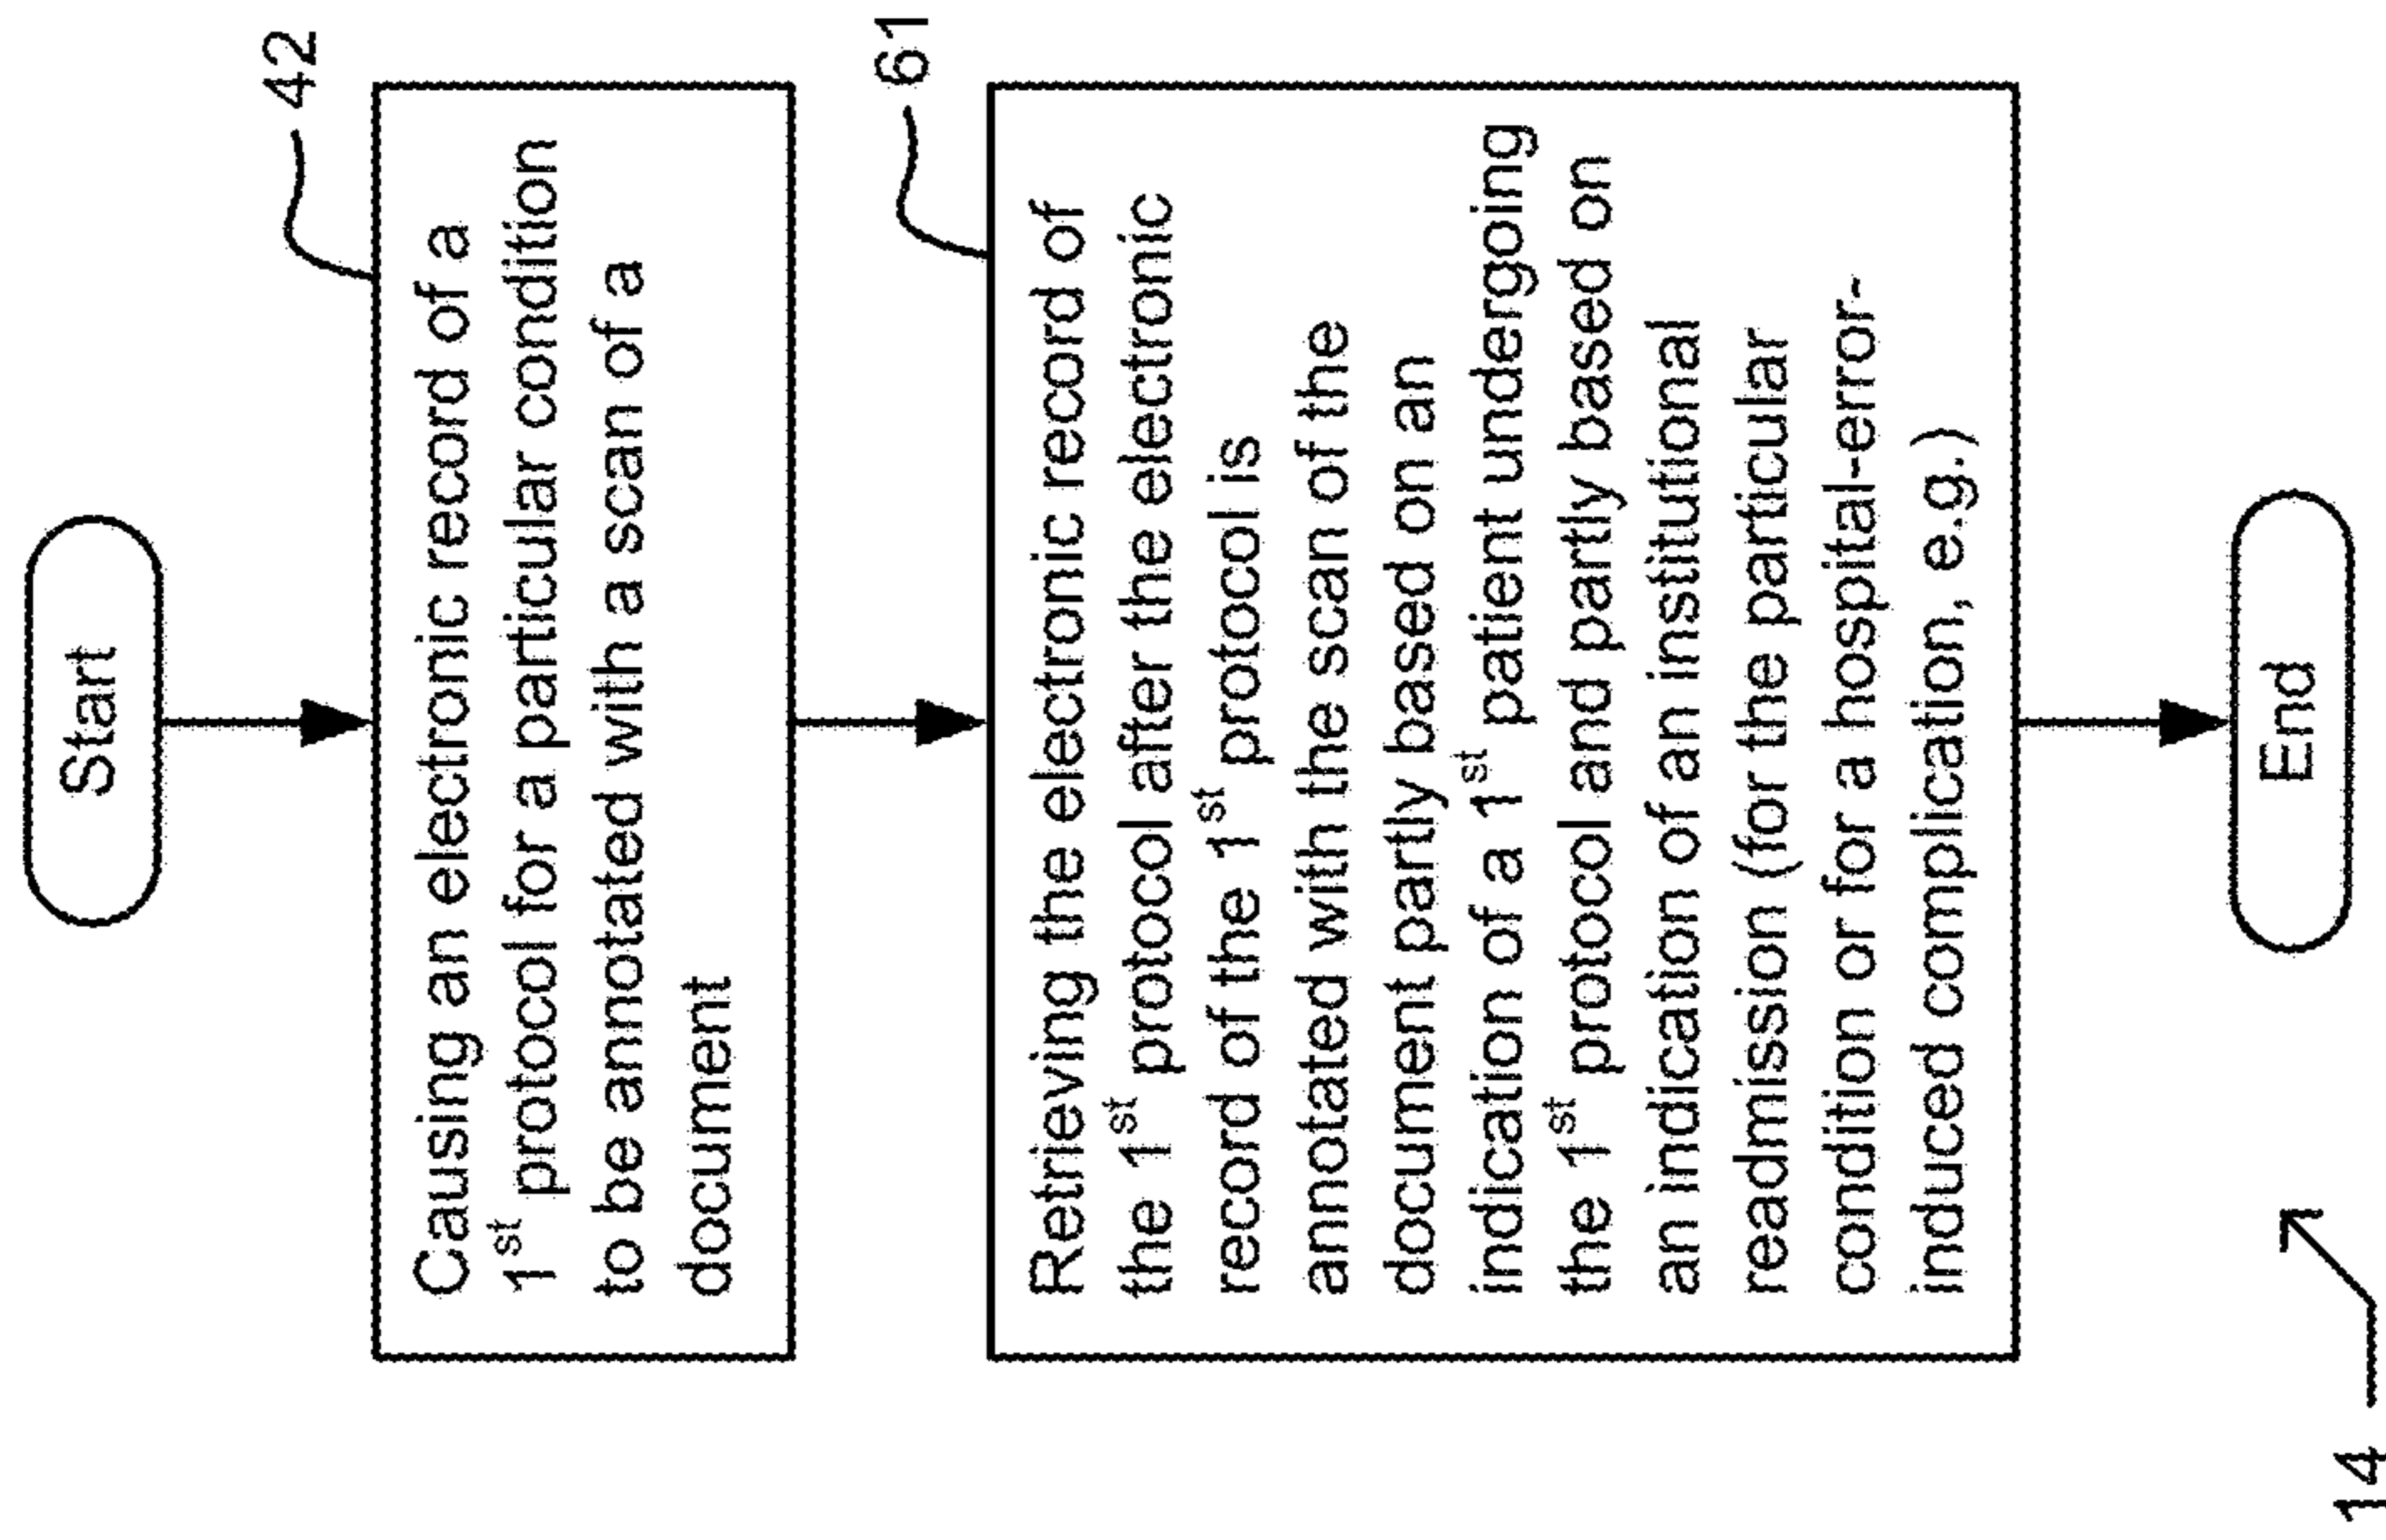 Start
42
Causing an electronic record of a
1st protocol for a particular condition
to be annotated with a scan of a
document
61
Retrieving the electronic record of
the 1st protocol after the electronic
record of the 1st protocol is
annotated with the scan of the
document partly based on an
indication of a 1st patient undergoing
the 1st protocol and partly based on
an indication of an institutional
readmission (for the particular
condition or for a hospital-error-
induced complication, e.g.)
End
14